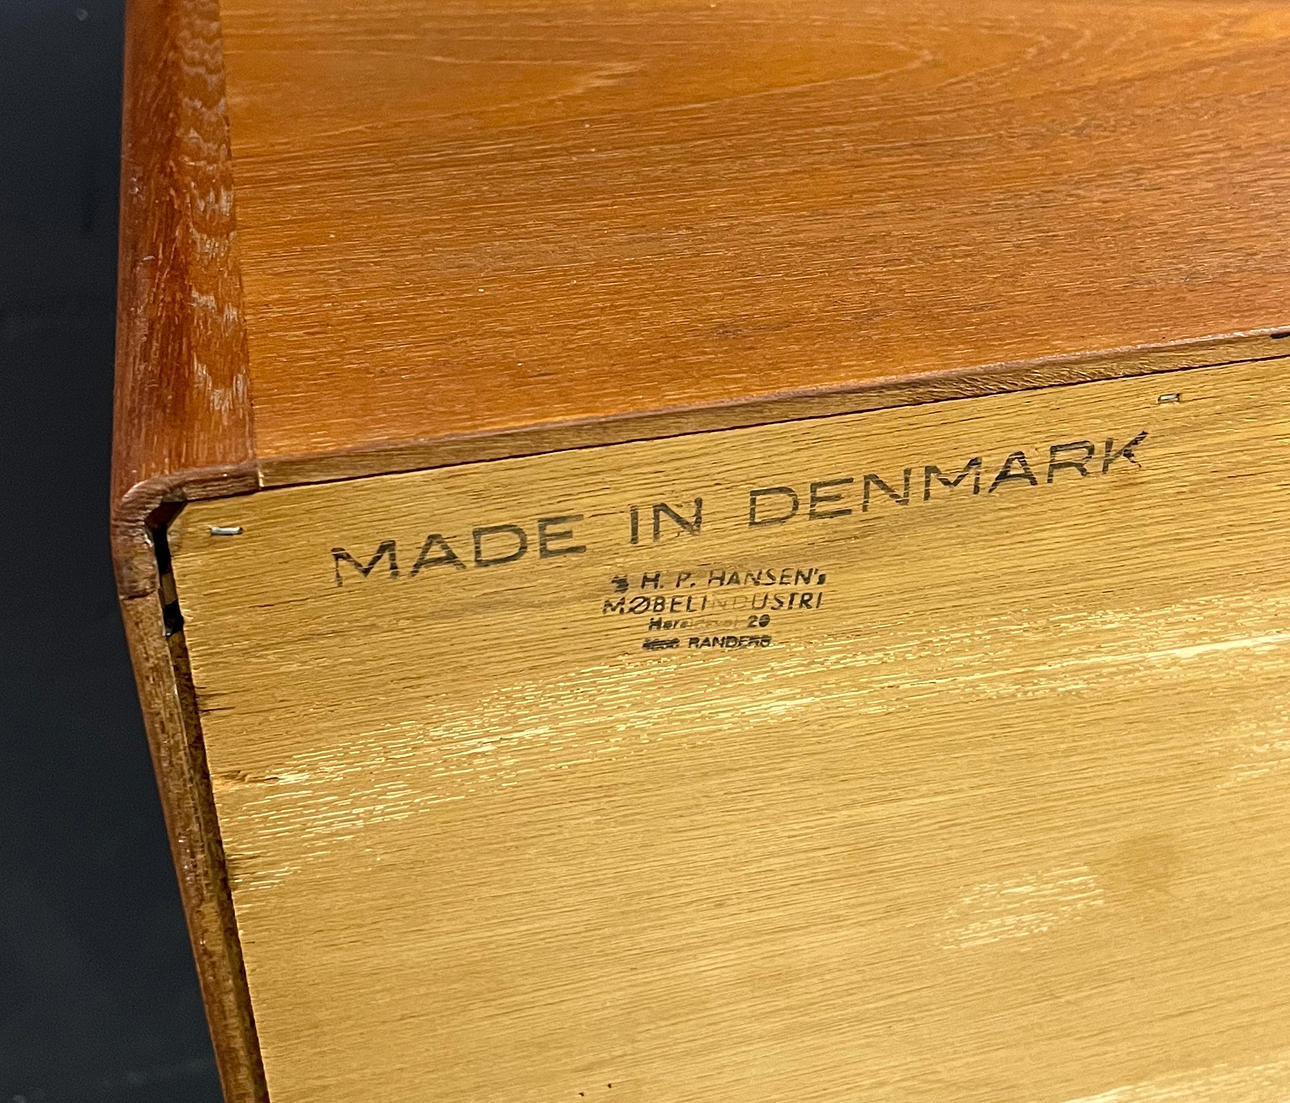 MADE IN DENMARK
H. P. HANSEN's
MØBELINDUSTRI
20
RANDERS